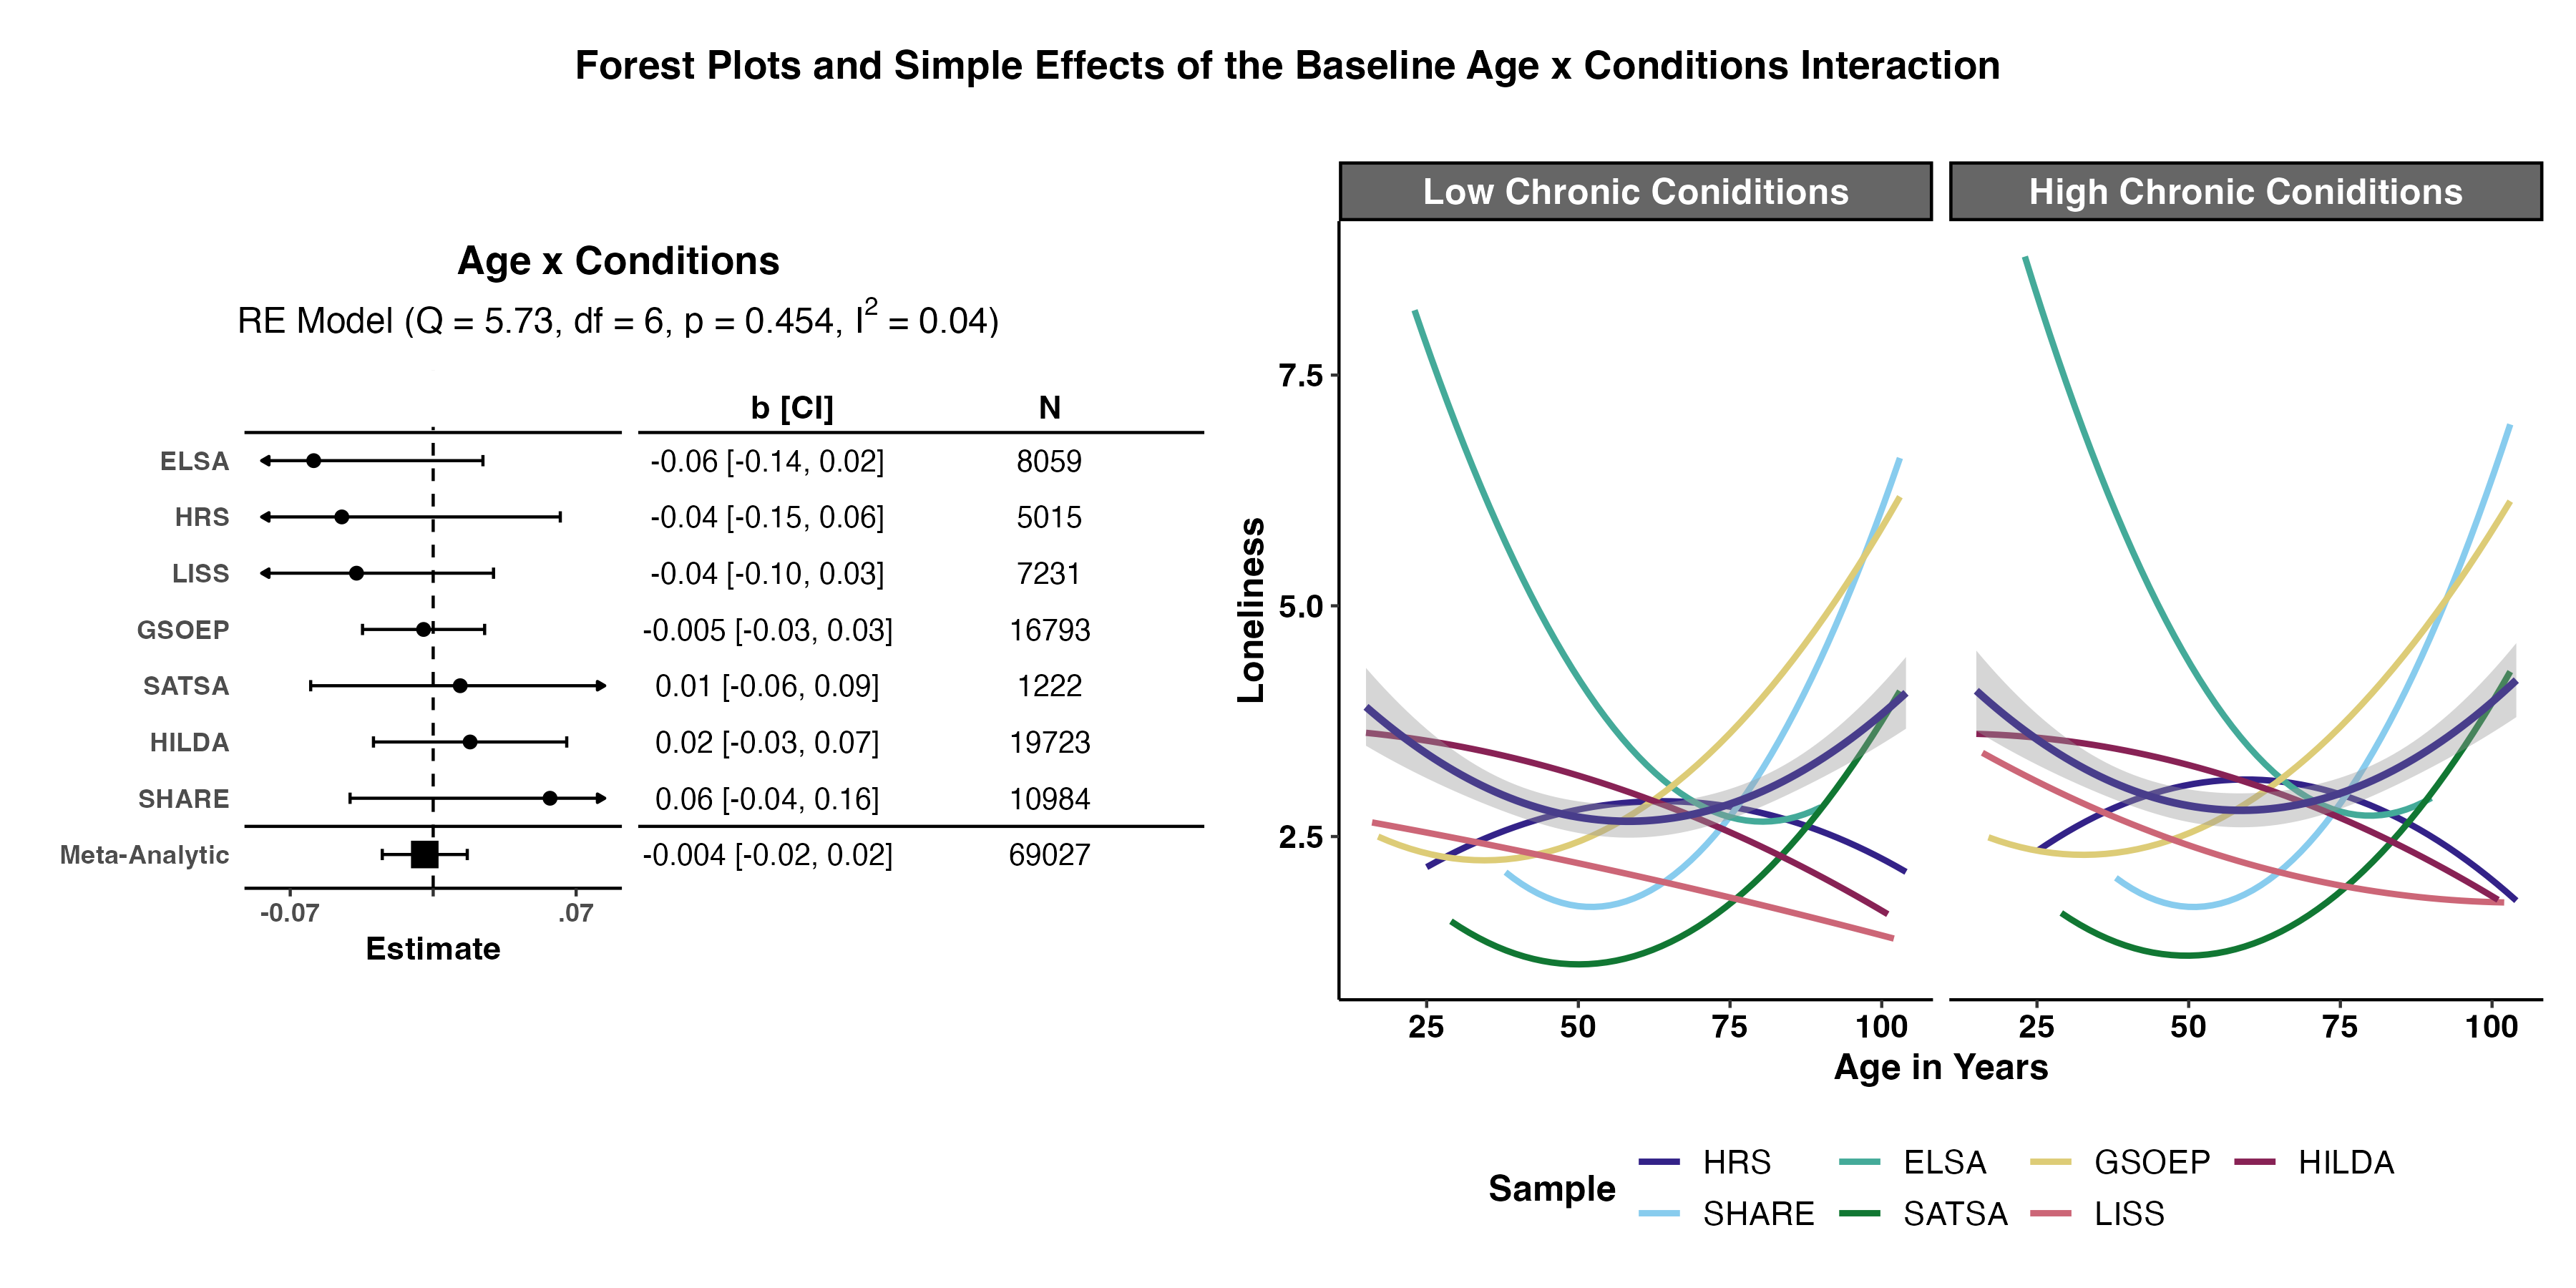 Forest Plots and Simple Effects of the Baseline Age x Conditions Interaction
Age x Conditions
RE Model (Q = 5.73, df = 6, p = 0.454, I² = 0.04)
b [CI] N
ELSA -0.06 [-0.14, 0.02] 8059
HRS -0.04 [-0.15, 0.06] 5015
LISS -0.04 [-0.10, 0.03] 7231
GSOEP -0.005 [-0.03, 0.03] 16793
SATSA 0.01 [-0.06, 0.09] 1222
HILDA 0.02 [-0.03, 0.07] 19723
SHARE 0.06 [-0.04, 0.16] 10984
Meta-Analytic -0.004 [-0.02, 0.02] 69027
-0.07 .07
Estimate
Low Chronic Coniditions High Chronic Coniditions
Loneliness
7.5
5.0
2.5
25 50 75 100 25 50 75 100
Age in Years
Sample
HRS ELSA GSOEP HILDA
SHARE SATSA LISS